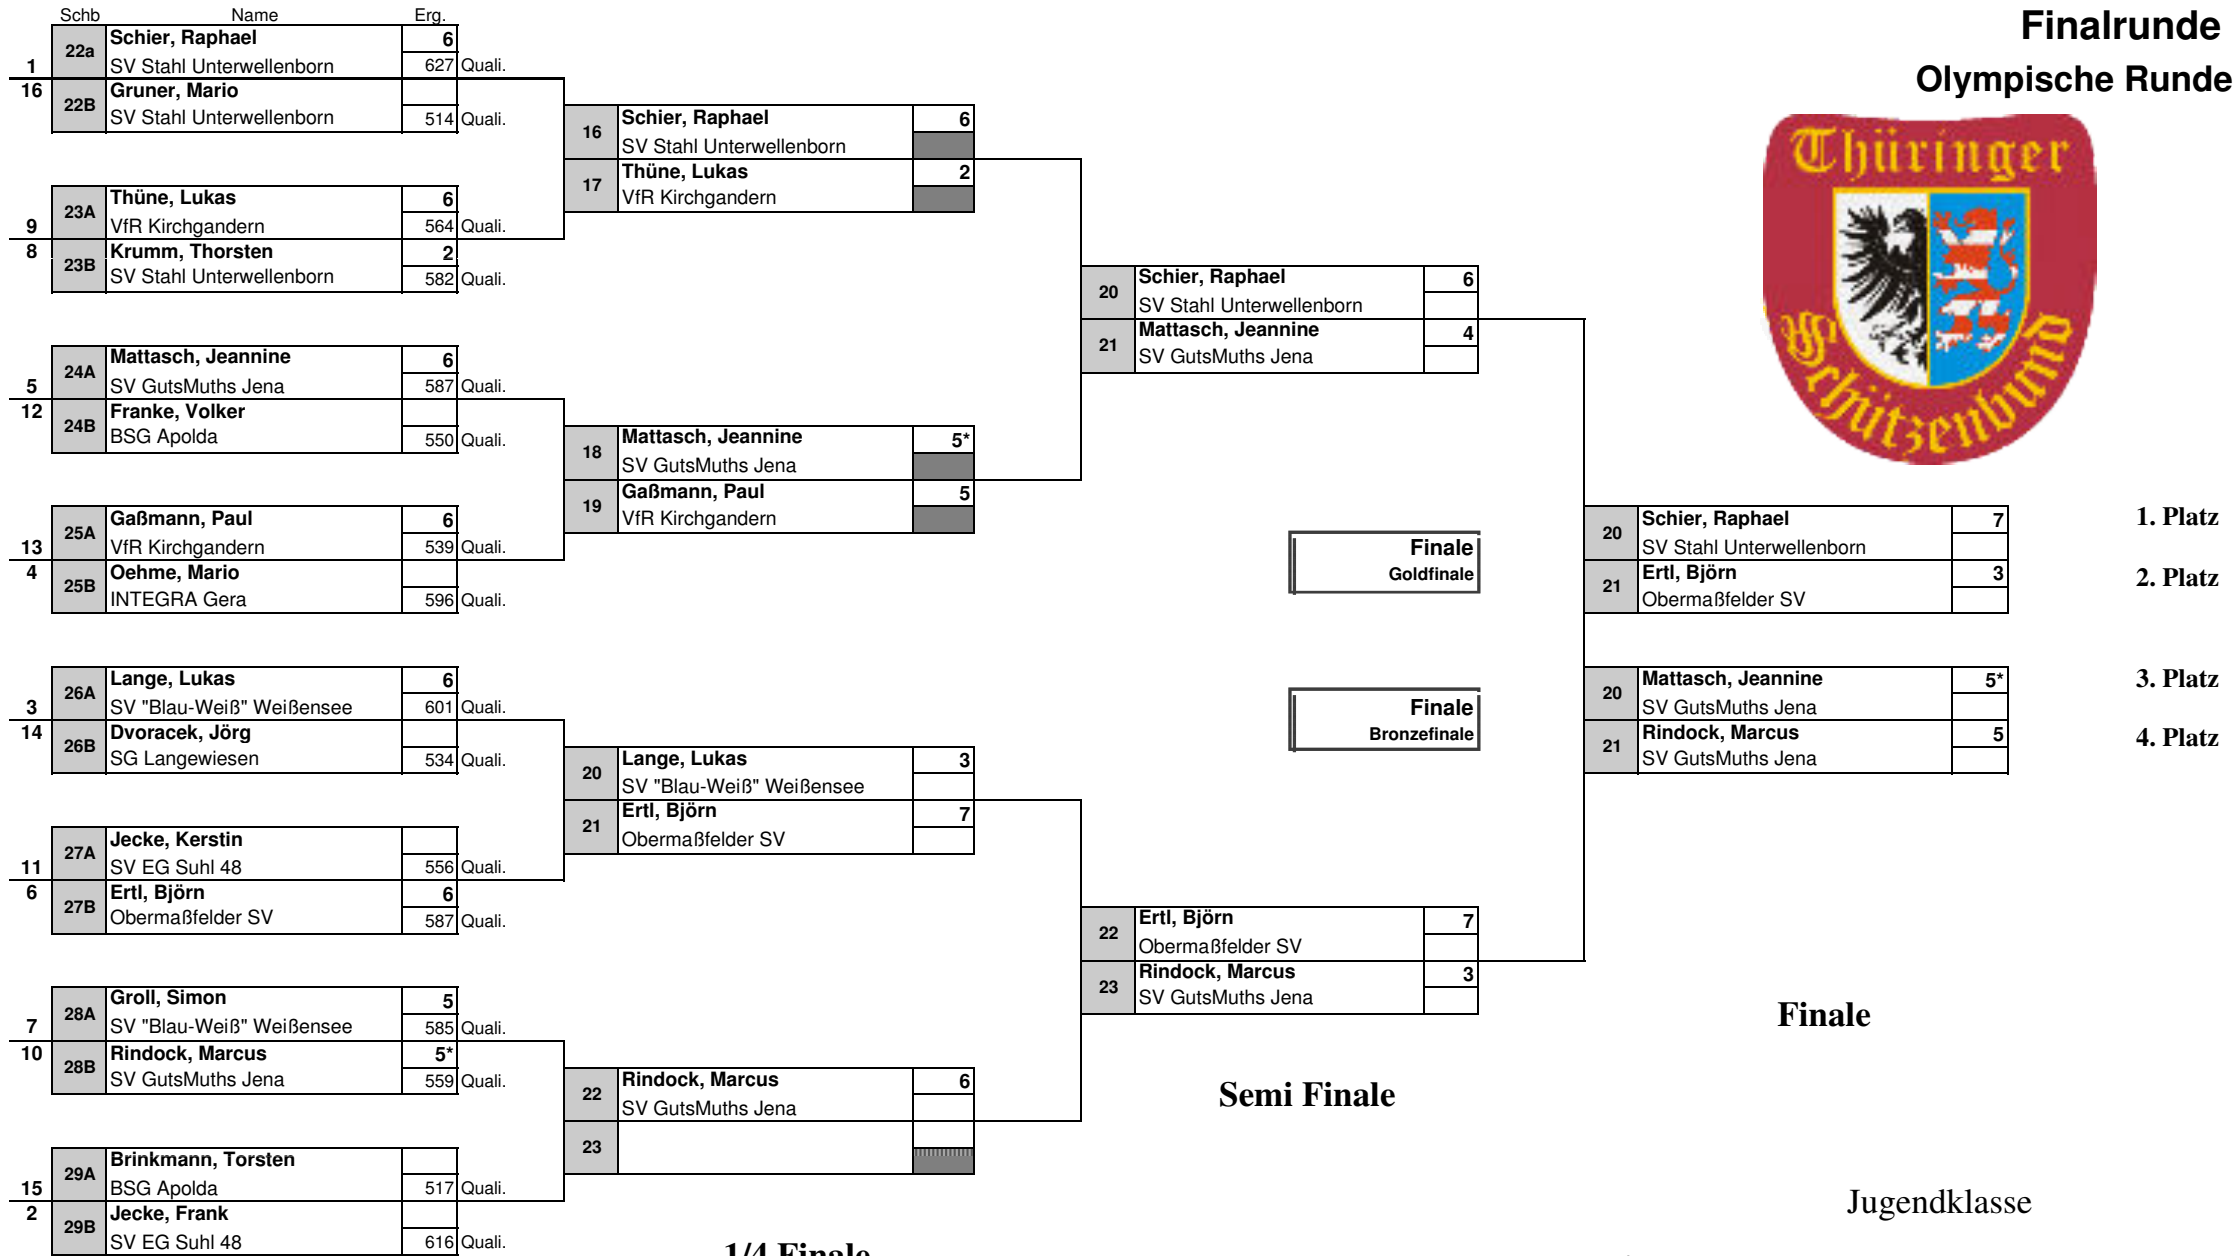 Schb Name Erg.
Finalrunde
Olympische Runde
Thüringer
Schützenbund
22a Schier, Raphael 6
1 SV Stahl Unterwellenborn 627 Quali.
16 22B Gruner, Mario
SV Stahl Unterwellenborn 514 Quali.
23A Thüne, Lukas 6
9 VfR Kirchgandern 564 Quali.
8 23B Krumm, Thorsten 2
SV Stahl Unterwellenborn 582 Quali.
24A Mattasch, Jeannine 6
5 SV GutsMuths Jena 587 Quali.
12 24B Franke, Volker
BSG Apolda 550 Quali.
25A Gaßmann, Paul 6
13 VfR Kirchgandern 539 Quali.
4 25B Oehme, Mario
INTEGRA Gera 596 Quali.
26A Lange, Lukas 6
3 SV "Blau-Weiß" Weißensee 601 Quali.
14 26B Dvoracek, Jörg
SG Langewiesen 534 Quali.
27A Jecke, Kerstin
11 SV EG Suhl 48 556 Quali.
6 27B Ertl, Björn 6
Obermaßfelder SV 587 Quali.
28A Groll, Simon 5
7 SV "Blau-Weiß" Weißensee 585 Quali.
10 28B Rindock, Marcus 5*
SV GutsMuths Jena 559 Quali.
29A Brinkmann, Torsten
15 BSG Apolda 517 Quali.
2 29B Jecke, Frank
SV EG Suhl 48 616 Quali.
16 Schier, Raphael 6
SV Stahl Unterwellenborn
17 Thüne, Lukas 2
VfR Kirchgandern
18 Mattasch, Jeannine 5*
SV GutsMuths Jena
19 Gaßmann, Paul 5
VfR Kirchgandern
20 Lange, Lukas 3
SV "Blau-Weiß" Weißensee
21 Ertl, Björn 7
Obermaßfelder SV
22 Rindock, Marcus 6
SV GutsMuths Jena
23
1/4 Finale
20 Schier, Raphael 6
SV Stahl Unterwellenborn
21 Mattasch, Jeannine 4
SV GutsMuths Jena
22 Ertl, Björn 7
Obermaßfelder SV
23 Rindock, Marcus 3
SV GutsMuths Jena
Semi Finale
Finale
Goldfinale
20 Schier, Raphael 7 1. Platz
SV Stahl Unterwellenborn
21 Ertl, Björn 3 2. Platz
Obermaßfelder SV
Finale
Bronzefinale
20 Mattasch, Jeannine 5* 3. Platz
SV GutsMuths Jena
21 Rindock, Marcus 5 4. Platz
SV GutsMuths Jena
Finale
Jugendklasse